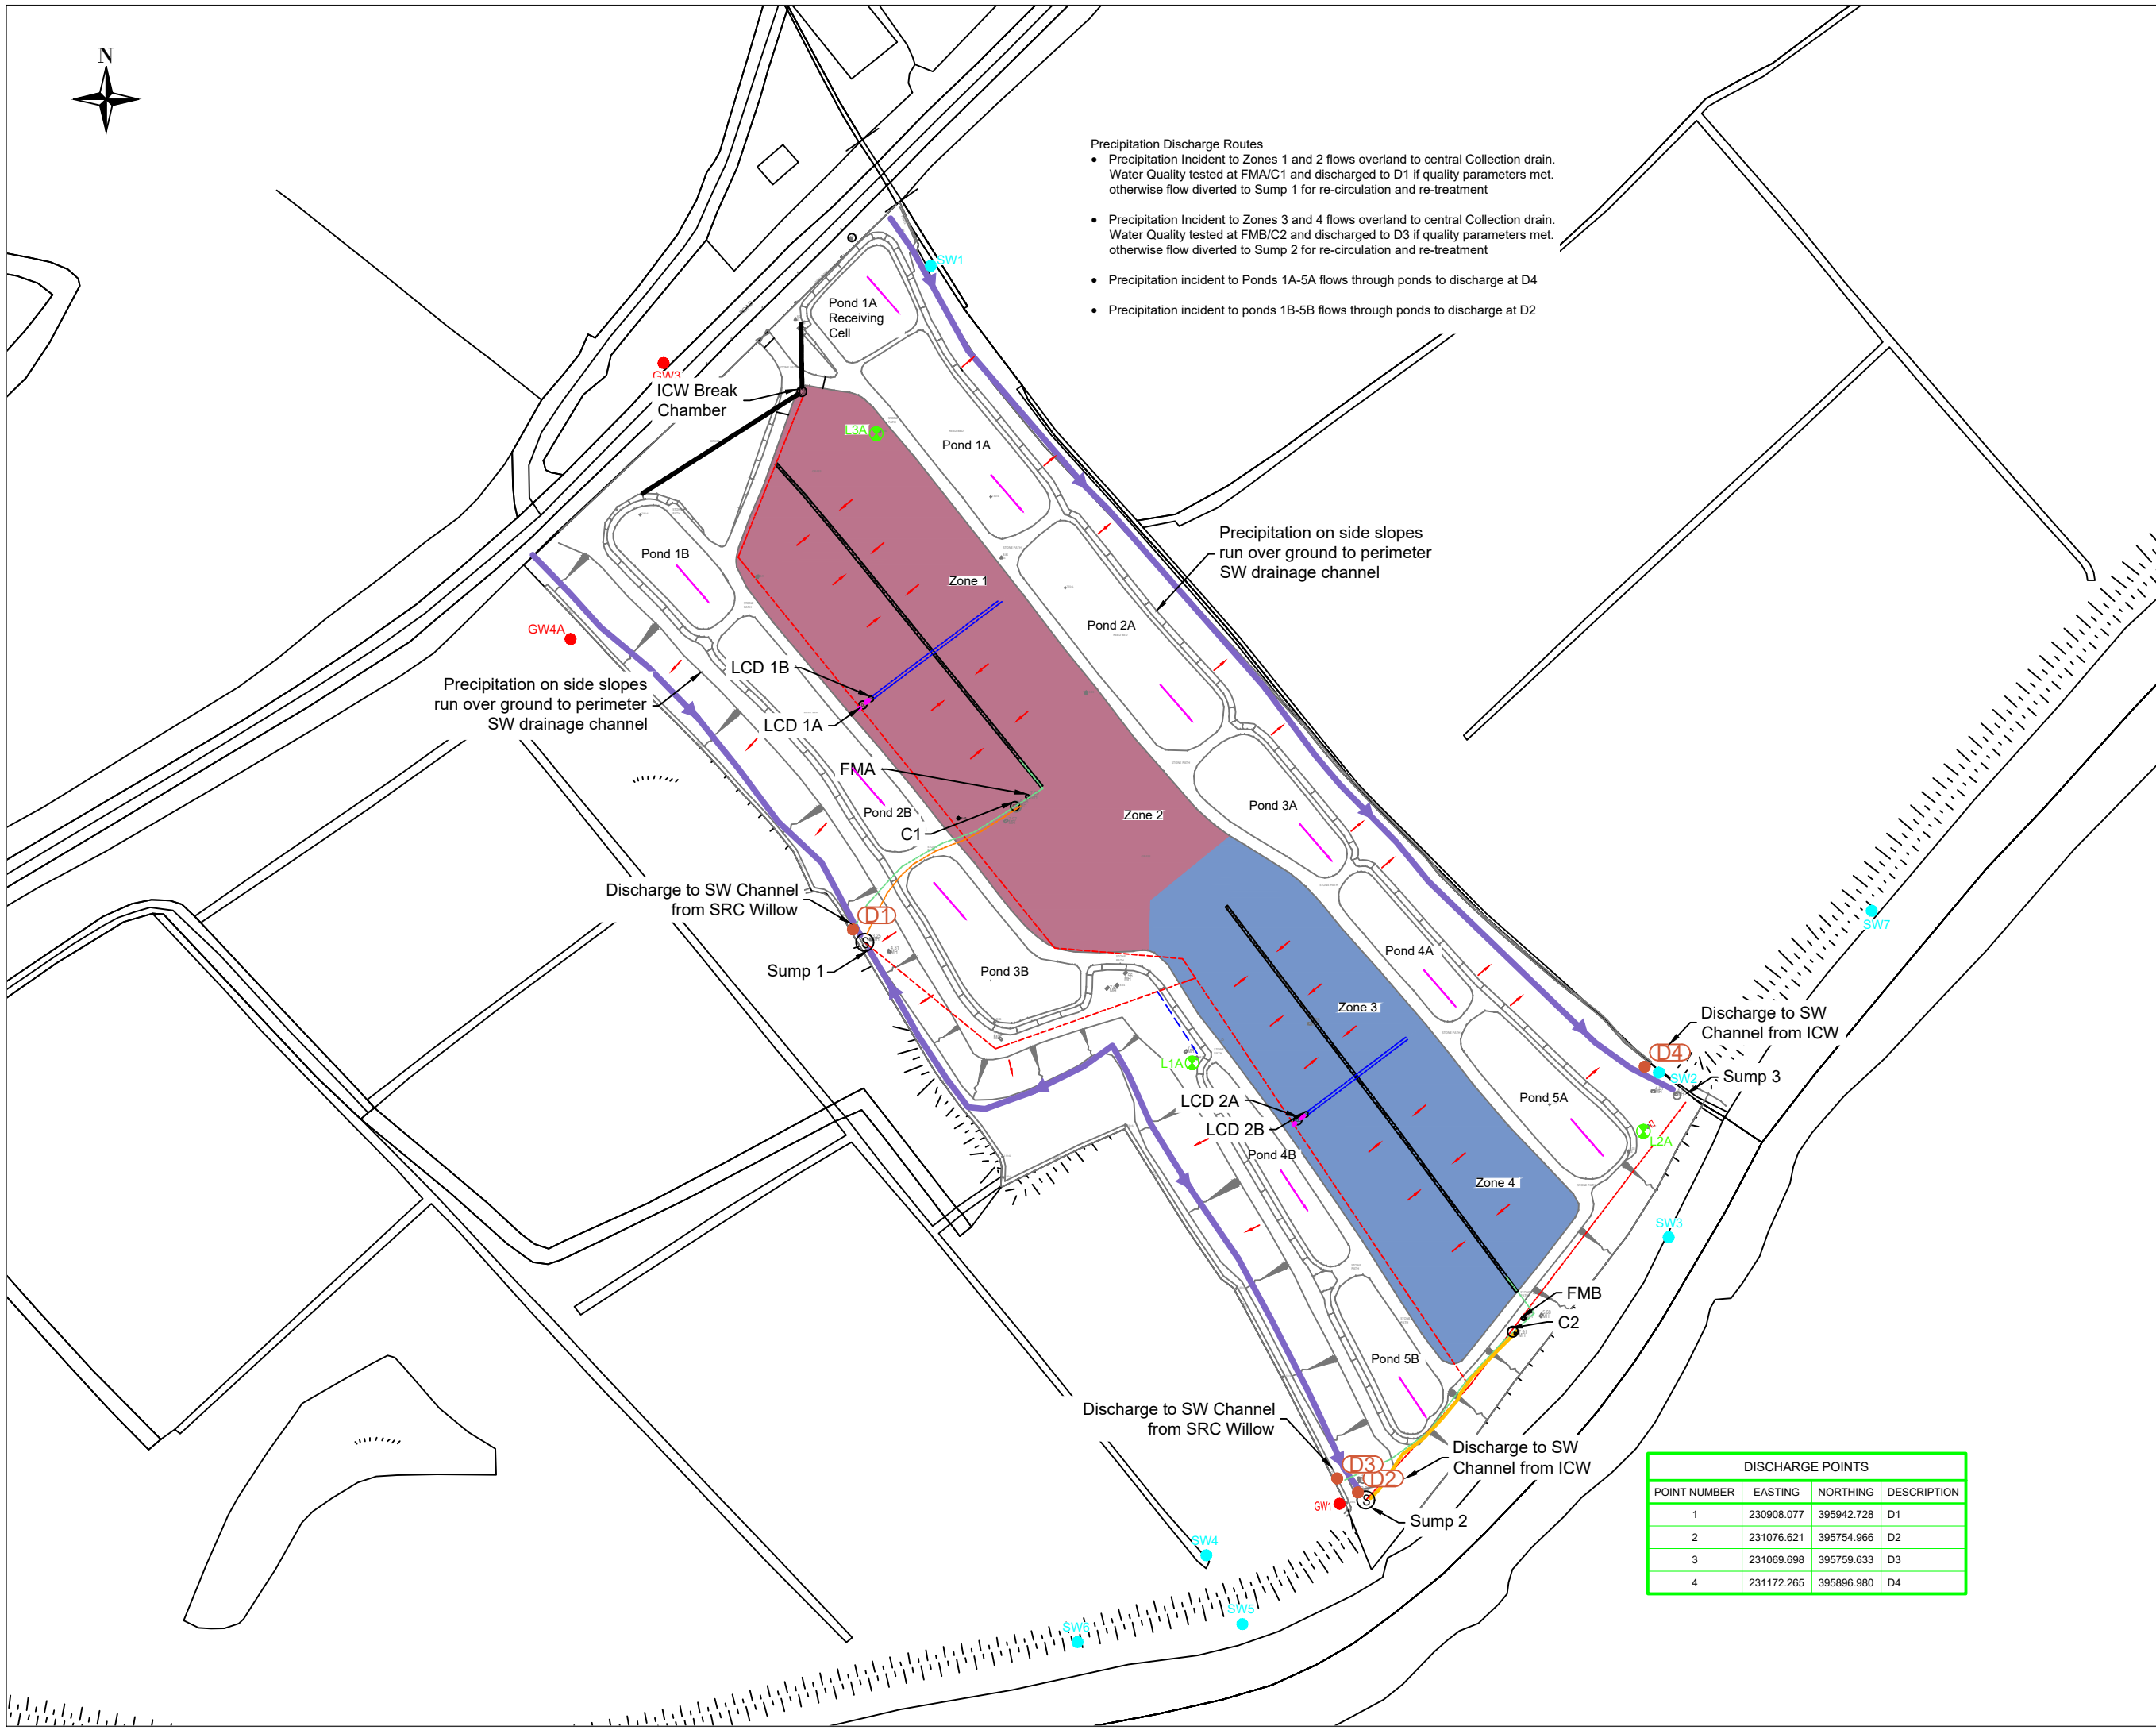 N
Precipitation Discharge Routes
• Precipitation Incident to Zones 1 and 2 flows overland to central Collection drain.
Water Quality tested at FMA/C1 and discharged to D1 if quality parameters met.
otherwise flow diverted to Sump 1 for re-circulation and re-treatment
• Precipitation Incident to Zones 3 and 4 flows overland to central Collection drain.
Water Quality tested at FMB/C2 and discharged to D3 if quality parameters met.
otherwise flow diverted to Sump 2 for re-circulation and re-treatment
• Precipitation incident to Ponds 1A-5A flows through ponds to discharge at D4
• Precipitation incident to ponds 1B-5B flows through ponds to discharge at D2
SW1
Pond 1A
Receiving
Cell
GW3
ICW Break
Chamber
L3A
Pond 1A
Precipitation on side slopes
run over ground to perimeter
SW drainage channel
Pond 1B
Zone 1
GW4A
Pond 2A
LCD 1B
Precipitation on side slopes
run over ground to perimeter
SW drainage channel
LCD 1A
FMA
Pond 2B
C1
Zone 2
Pond 3A
Discharge to SW Channel
from SRC Willow
D1
SW7
Sump 1
Pond 3B
Pond 4A
Zone 3
Discharge to SW
Channel from ICW
D4
L1A
SW2
Sump 3
LCD 2A
LCD 2B
Pond 5A
L2A
Pond 4B
Zone 4
SW3
FMB
C2
Pond 5B
Discharge to SW Channel
from SRC Willow
Discharge to SW
Channel from ICW
D3
D2
S
S
GW1
Sump 2
SW4
SW5
SW6
DISCHARGE POINTS
POINT NUMBER EASTING NORTHING DESCRIPTION
1 230908.077 395942.728 D1
2 231076.621 395754.966 D2
3 231069.698 395759.633 D3
4 231172.265 395896.980 D4